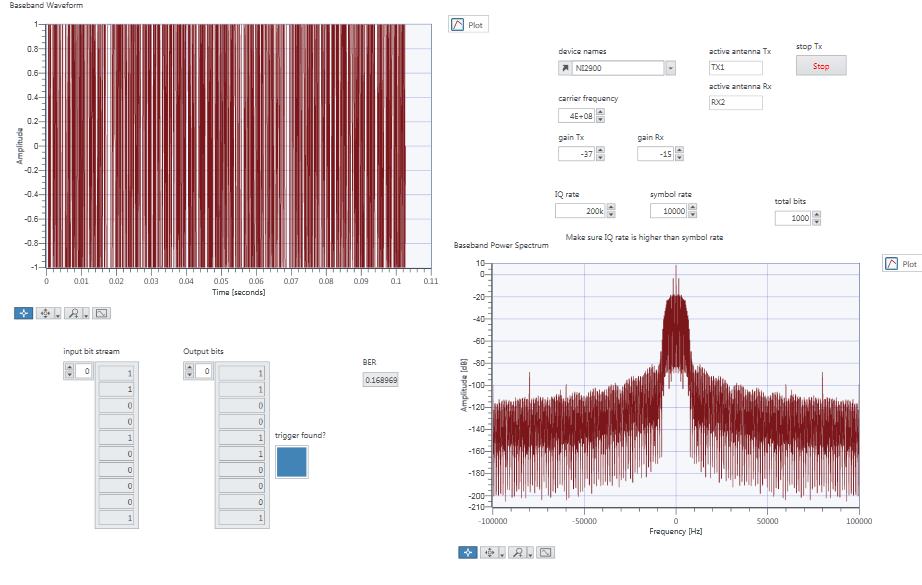 Baseband Waveform
Plot
Amplitude
1
0.8
0.6
0.4
0.2
0
-0.2
-0.4
-0.6
-0.8
-1
0 0.01 0.02 0.03 0.04 0.05 0.06 0.07 0.08 0.09 0.1 0.11
Time [seconds]
device names
NI2900
active antenna Tx
TX1
stop Tx
Stop
active antenna Rx
RX2
carrier frequency
4E+08
gain Tx
-37
gain Rx
-15
IQ rate
200k
symbol rate
10000
total bits
1000
Make sure IQ rate is higher than symbol rate
Baseband Power Spectrum
Plot
Amplitude [dB]
10
0
-20
-40
-60
-80
-100
-120
-140
-160
-180
-200
-210
-100000 -50000 0 50000 100000
Frequency [Hz]
input bit stream
0
1
1
0
0
1
0
0
0
0
1
Output bits
0
1
1
0
0
1
0
0
0
0
1
trigger found?
BER
0.168969